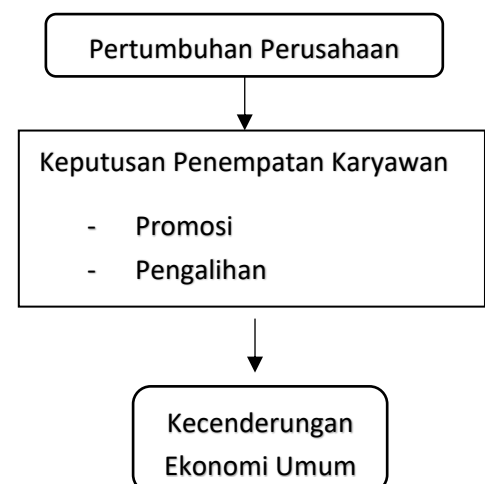 Pertumbuhan Perusahaan
Keputusan Penempatan Karyawan
- Promosi
- Pengalihan
Kecenderungan
Ekonomi Umum